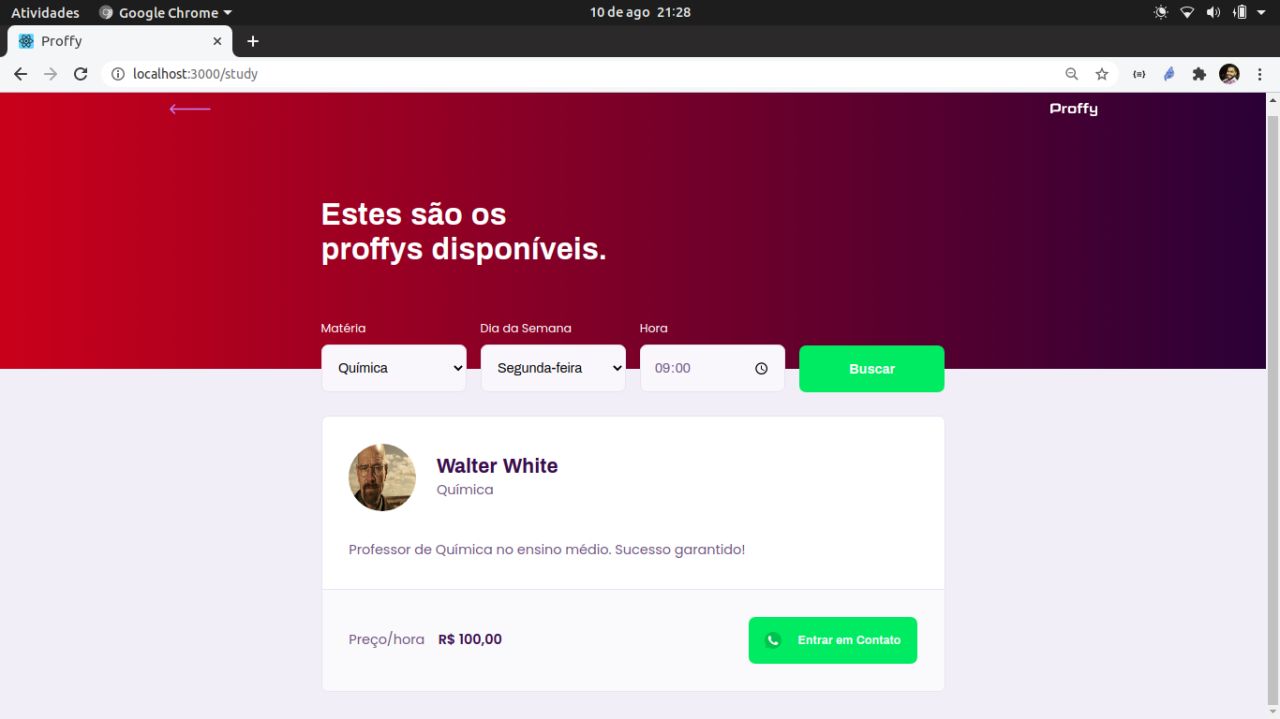 Atividades Google Chrome 10 de ago 21:28
Proffy
localhost:3000/study
Proffy
Estes são os
proffys disponíveis.
Matéria Dia da Semana Hora
Química Segunda-feira 09:00 Buscar
Walter White
Química
Professor de Química no ensino médio. Sucesso garantido!
Preço/hora R$ 100,00 Entrar em Contato